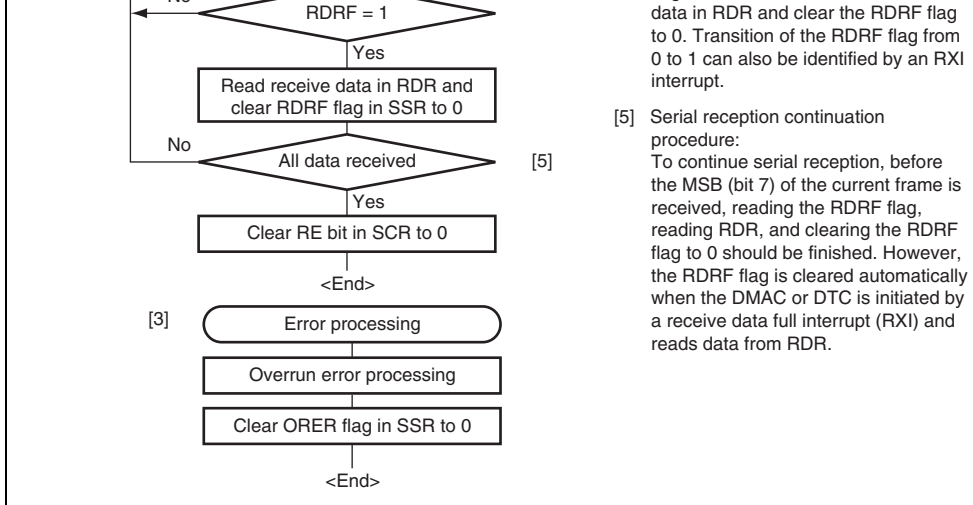 RDRF = 1
Yes
Read receive data in RDR and
clear RDRF flag in SSR to 0
No
All data received
[5]
Yes
Clear RE bit in SCR to 0
<End>
[3]
Error processing
Overrun error processing
Clear ORER flag in SSR to 0
<End>
data in RDR and clear the RDRF flag
to 0. Transition of the RDRF flag from
0 to 1 can also be identified by an RXI
interrupt.
[5] Serial reception continuation
procedure:
To continue serial reception, before
the MSB (bit 7) of the current frame is
received, reading the RDRF flag,
reading RDR, and clearing the RDRF
flag to 0 should be finished. However,
the RDRF flag is cleared automatically
when the DMAC or DTC is initiated by
a receive data full interrupt (RXI) and
reads data from RDR.